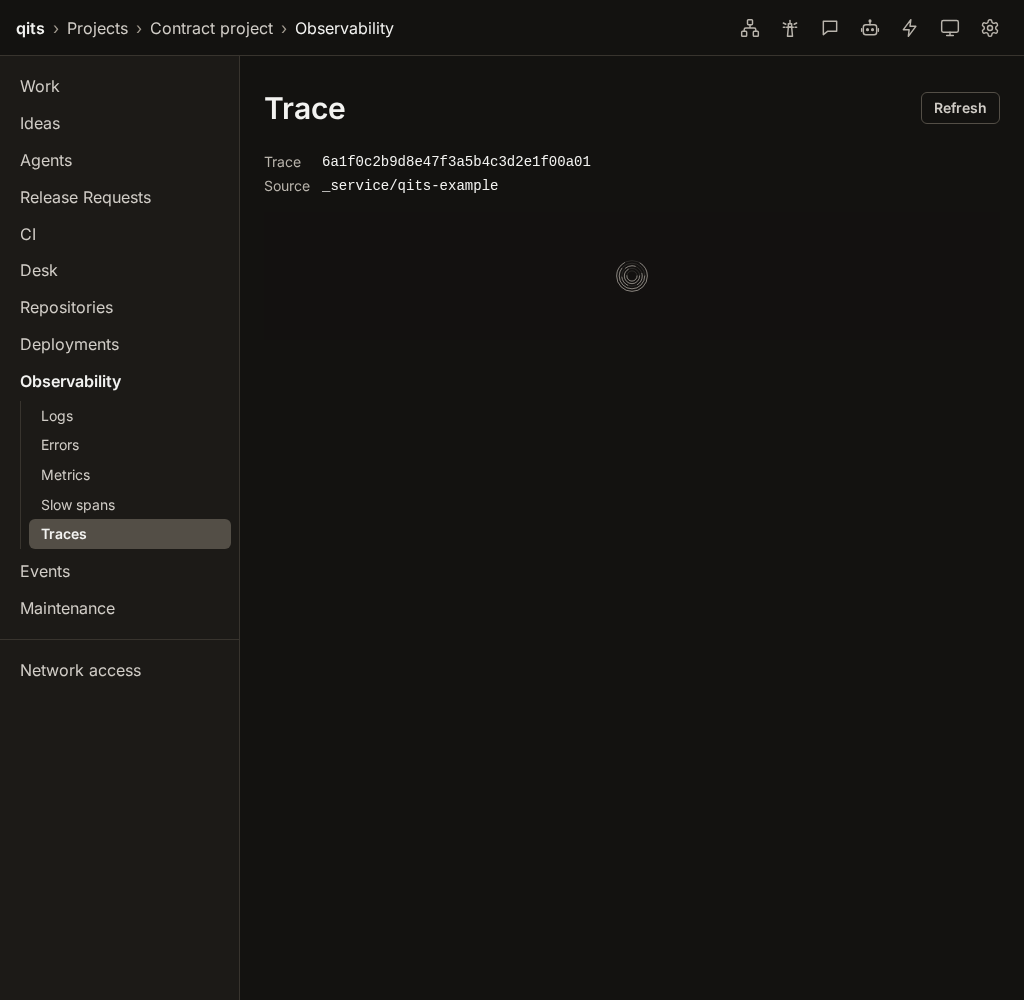 qits › Projects › Contract project › Observability
Work
Ideas
Agents
Release Requests
CI
Desk
Repositories
Deployments
Observability
Logs
Errors
Metrics
Slow spans
Traces
Events
Maintenance
Network access
Trace
Refresh
Trace 6a1f0c2b9d8e47f3a5b4c3d2e1f00a01
Source _service/qits-example